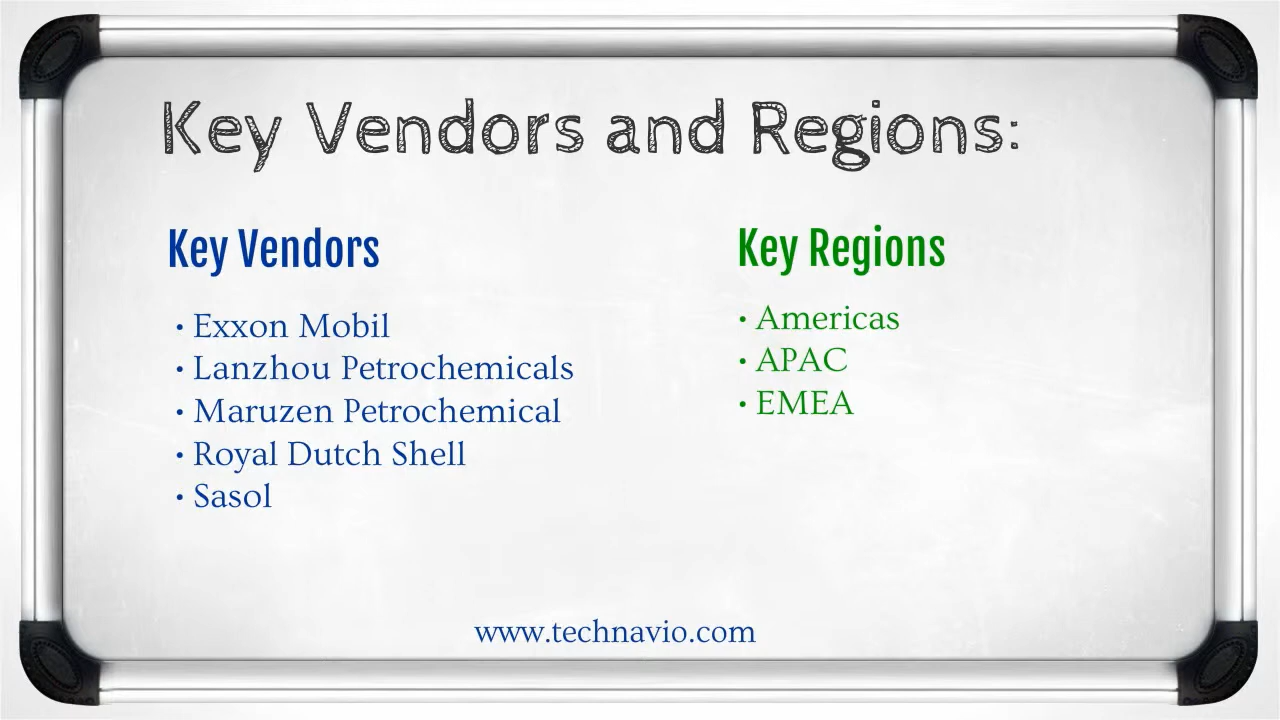 Key Vendors and Regions:
Key Vendors
• Exxon Mobil
• Lanzhou Petrochemicals
• Maruzen Petrochemical
• Royal Dutch Shell
• Sasol
Key Regions
• Americas
• APAC
• EMEA
www.technavio.com